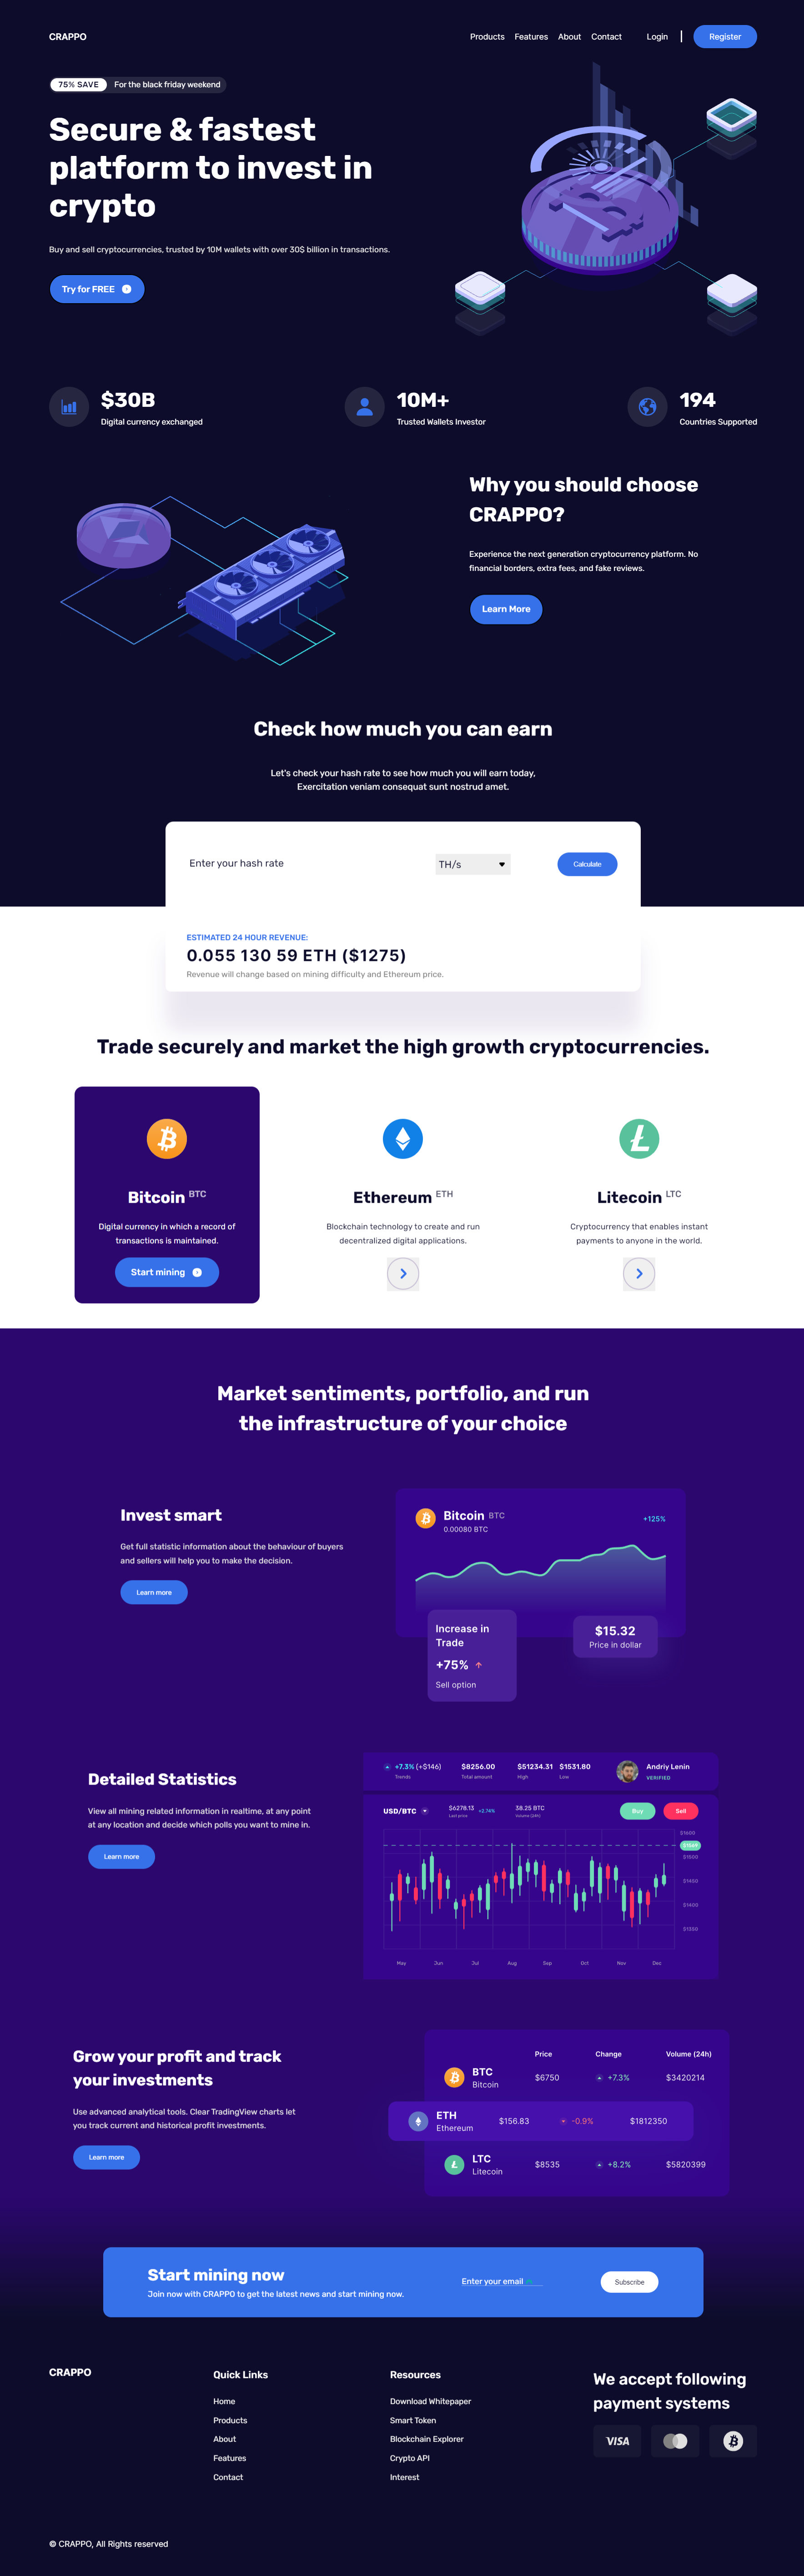 CRAPPO
Products Features About Contact Login Register
75% SAVE For the black friday weekend
Secure & fastest
platform to invest in
crypto
Buy and sell cryptocurrencies, trusted by 10M wallets with over 30$ billion in transactions.
Try for FREE
$30B
Digital currency exchanged
10M+
Trusted Wallets Investor
194
Countries Supported
Why you should choose
CRAPPO?
Experience the next generation cryptocurrency platform. No
financial borders, extra fees, and fake reviews.
Learn More
Check how much you can earn
Let's check your hash rate to see how much you will earn today,
Exercitation veniam consequat sunt nostrud amet.
Enter your hash rate
TH/s
Calculate
ESTIMATED 24 HOUR REVENUE:
0.055 130 59 ETH ($1275)
Revenue will change based on mining difficulty and Ethereum price.
Trade securely and market the high growth cryptocurrencies.
Bitcoin BTC
Digital currency in which a record of
transactions is maintained.
Start mining
Ethereum ETH
Blockchain technology to create and run
decentralized digital applications.
Litecoin LTC
Cryptocurrency that enables instant
payments to anyone in the world.
Market sentiments, portfolio, and run
the infrastructure of your choice
Invest smart
Get full statistic information about the behaviour of buyers
and sellers will help you to make the decision.
Learn more
Bitcoin BTC
0.00080 BTC
+125%
Increase in
Trade
+75%
Sell option
$15.32
Price in dollar
Detailed Statistics
View all mining related information in realtime, at any point
at any location and decide which polls you want to mine in.
Learn more
+7.3% (+$146)
Trends
$8256.00
Total amount
$51234.31
High
$1531.80
Low
Andriy Lenin
VERIFIED
USD/BTC
$6278.13
Last price
+2.74%
38.25 BTC
Volume (24h)
Buy
Sell
$1600
$1500
$1450
$1400
$1350
May Jun Jul Aug Sep Oct Nov Dec
Grow your profit and track
your investments
Use advanced analytical tools. Clear TradingView charts let
you track current and historical profit investments.
Learn more
Price Change Volume (24h)
BTC
Bitcoin
$6750 +7.3% $3420214
ETH
Ethereum
$156.83 -0.9% $1812350
LTC
Litecoin
$8535 +8.2% $5820399
Start mining now
Join now with CRAPPO to get the latest news and start mining now.
Enter your email
Subscribe
CRAPPO
Quick Links
Home
Products
About
Features
Contact
Resources
Download Whitepaper
Smart Token
Blockchain Explorer
Crypto API
Interest
We accept following
payment systems
VISA
© CRAPPO, All Rights reserved